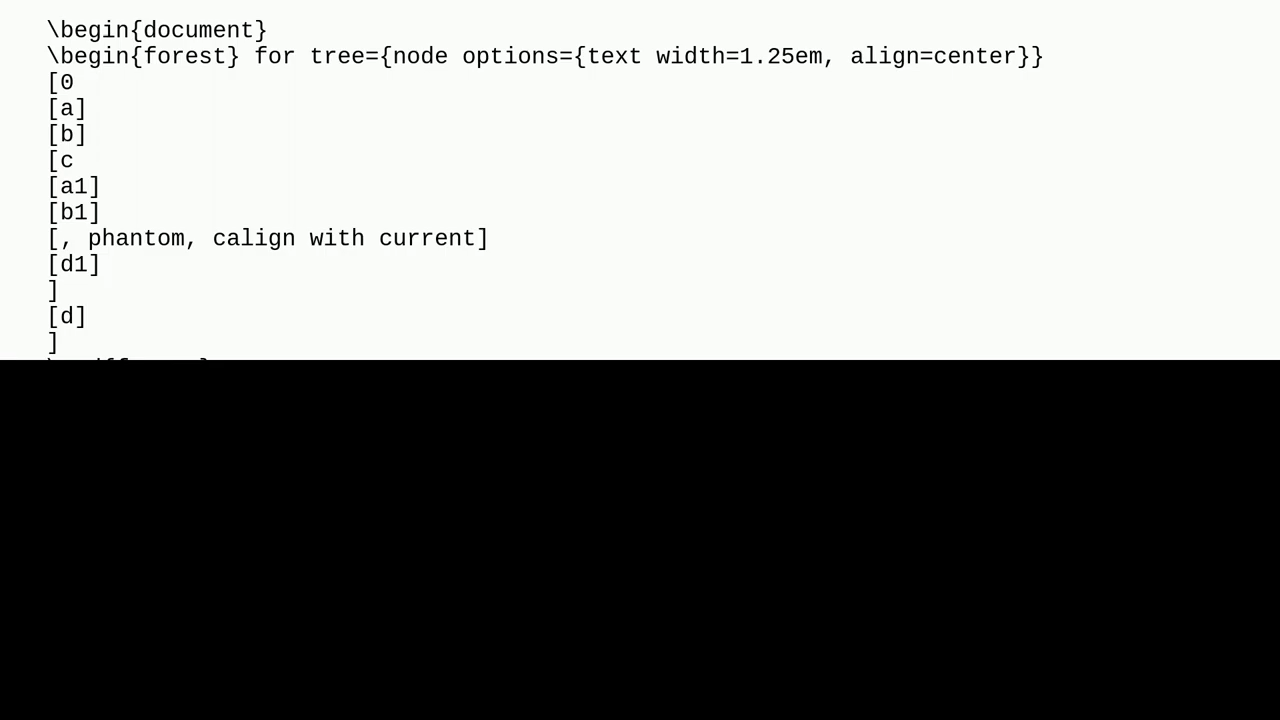 \begin{document}
\begin{forest} for tree={node options={text width=1.25em, align=center}}
[0
[a]
[b]
[c
[a1]
[b1]
[, phantom, calign with current]
[d1]
]
[d]
]